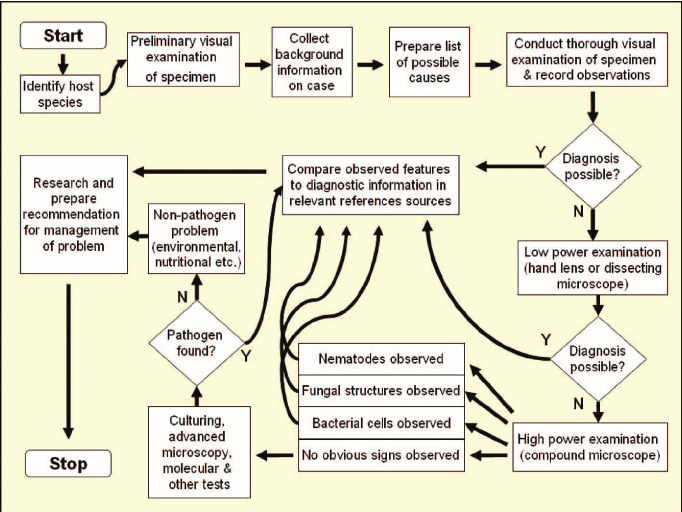 Start
Identify host
species
Preliminary visual
examination
of specimen
Collect
background
information
on case
Prepare list
of possible
causes
Conduct thorough visual
examination of specimen
& record observations
Diagnosis
possible?
Y
N
Compare observed features
to diagnostic information in
relevant references sources
Research and
prepare
recommendation
for management
of problem
Non-pathogen
problem
(environmental,
nutritional etc.)
Low power examination
(hand lens or dissecting
microscope)
N
Pathogen
found?
Y
Y
Diagnosis
possible?
N
Nematodes observed
Fungal structures observed
Bacterial cells observed
No obvious signs observed
High power examination
(compound microscope)
Culturing,
advanced
microscopy,
molecular &
other tests
Stop